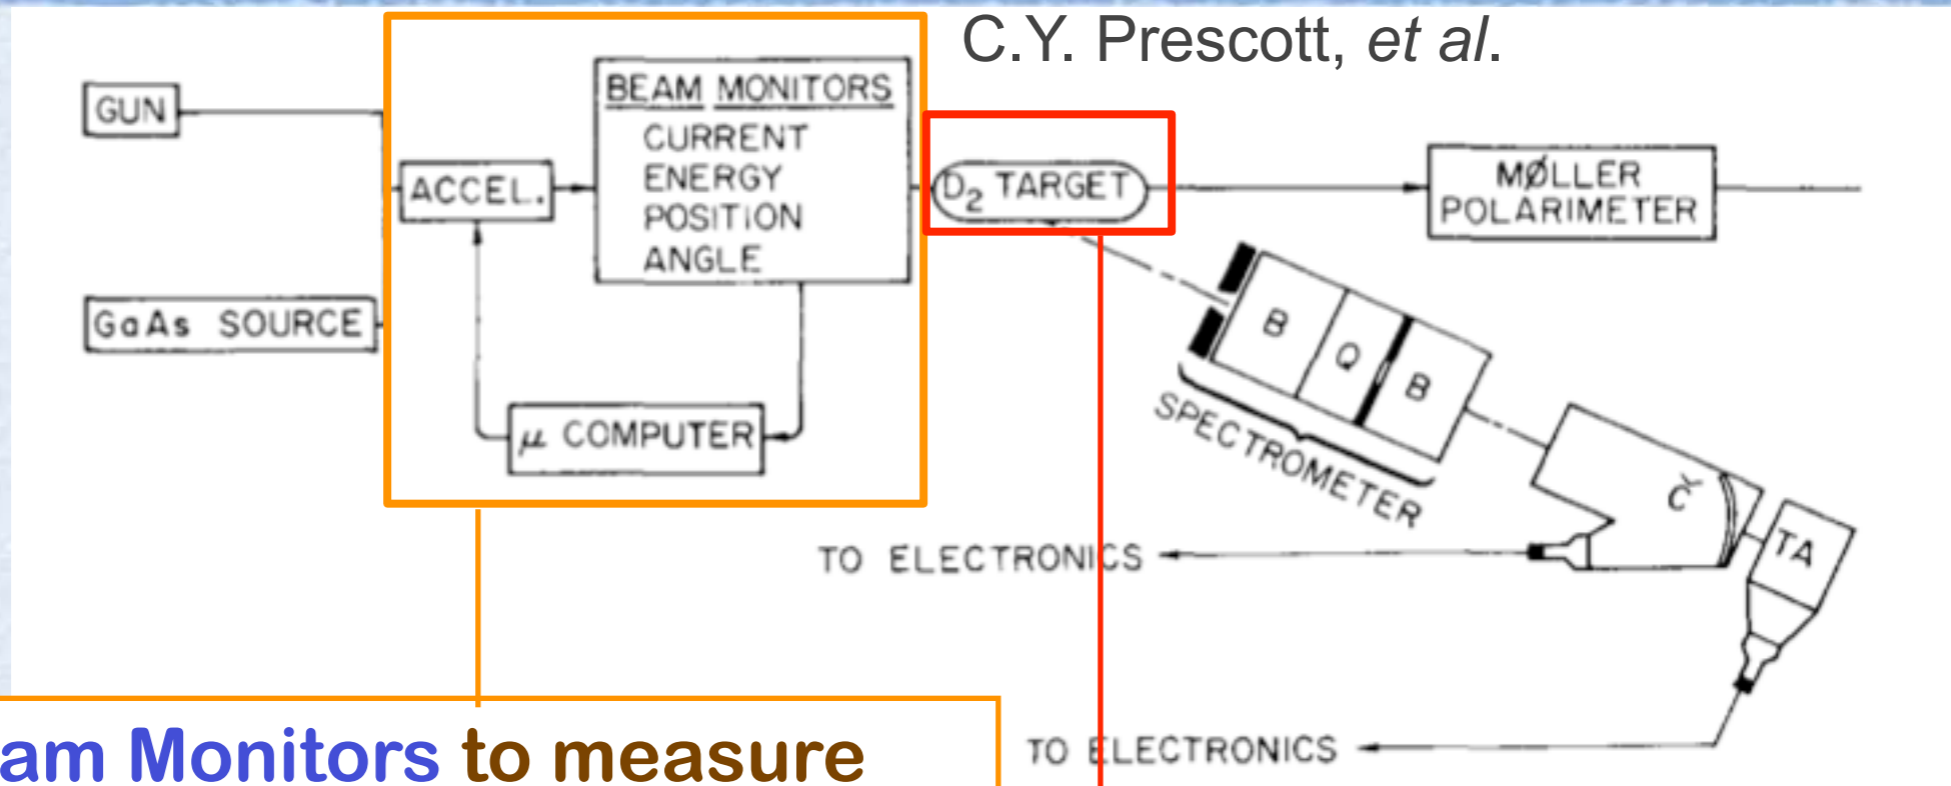 C.Y. Prescott, et al.
GUN
BEAM MONITORS
CURRENT
ENERGY
POSITION
ANGLE
ACCEL.
D₂ TARGET
MØLLER
POLARIMETER
GaAs SOURCE
μ COMPUTER
B
Q
B
SPECTROMETER
Č
TA
TO ELECTRONICS
TO ELECTRONICS
am Monitors to measure